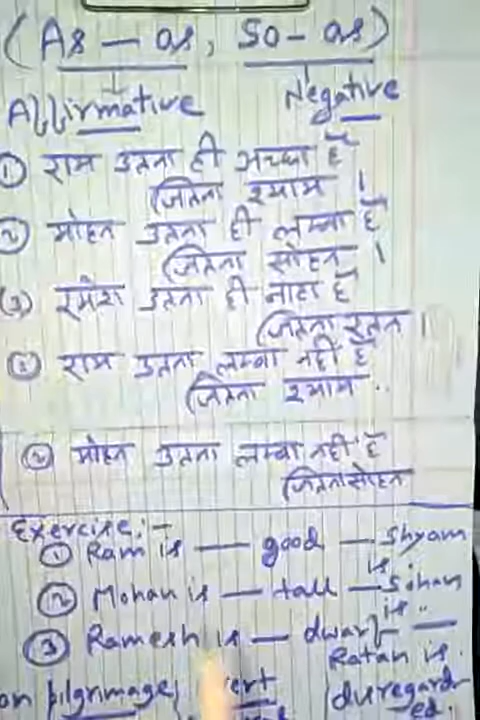 (As — as, So - as)
Affirmative Negative
① राम उतना ही अच्छा है
जितना श्याम ।
② मोहन उतना ही लम्बा है
जितना सोहन ।
(3) रमेश उतना ही नाटा है
जितना रतन ।
① राम उतना लम्बा नहीं है
जितना श्याम ..
② मोहन उतना लम्बा नहीं है
जितना सोहन
Exercise:-
① Ram is — good — Shyam
is.
② Mohan is — tall — Sohan
is..
③ Ramesh is — dwarf —
Ratan is.
on pilgrimage